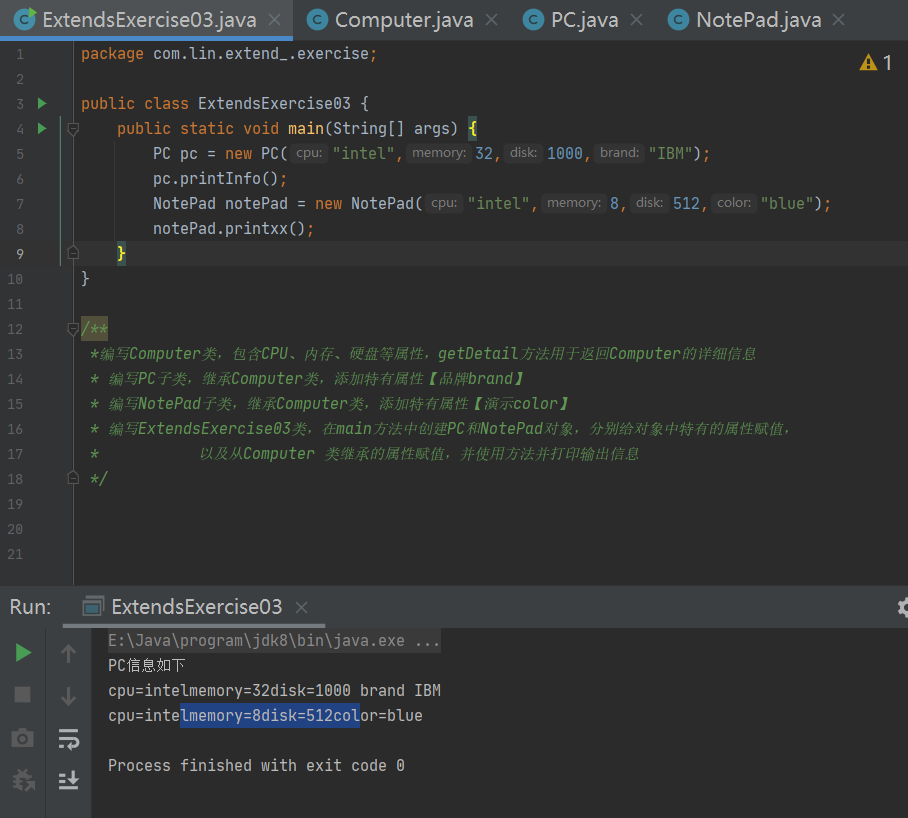 ExtendsExercise03.java × Computer.java × PC.java × NotePad.java ×
1 package com.lin.extend_.exercise;
1
2
3 public class ExtendsExercise03 {
4 public static void main(String[] args) {
5 PC pc = new PC( cpu: "intel", memory: 32, disk: 1000, brand: "IBM");
6 pc.printInfo();
7 NotePad notePad = new NotePad( cpu: "intel", memory: 8, disk: 512, color: "blue");
8 notePad.printxx();
9 }
10 }
11
12 /**
13 *编写Computer类，包含CPU、内存、硬盘等属性，getDetail方法用于返回Computer的详细信息
14 * 编写PC子类，继承Computer类，添加特有属性【品牌brand】
15 * 编写NotePad子类，继承Computer类，添加特有属性【演示color】
16 * 编写ExtendsExercise03类，在main方法中创建PC和NotePad对象，分别给对象中特有的属性赋值，
17 * 以及从Computer 类继承的属性赋值，并使用方法并打印输出信息
18 */
19
20
21
Run: ExtendsExercise03 ×
E:\Java\program\jdk8\bin\java.exe ...
PC信息如下
cpu=intelmemory=32disk=1000 brand IBM
cpu=intelmemory=8disk=512color=blue
Process finished with exit code 0